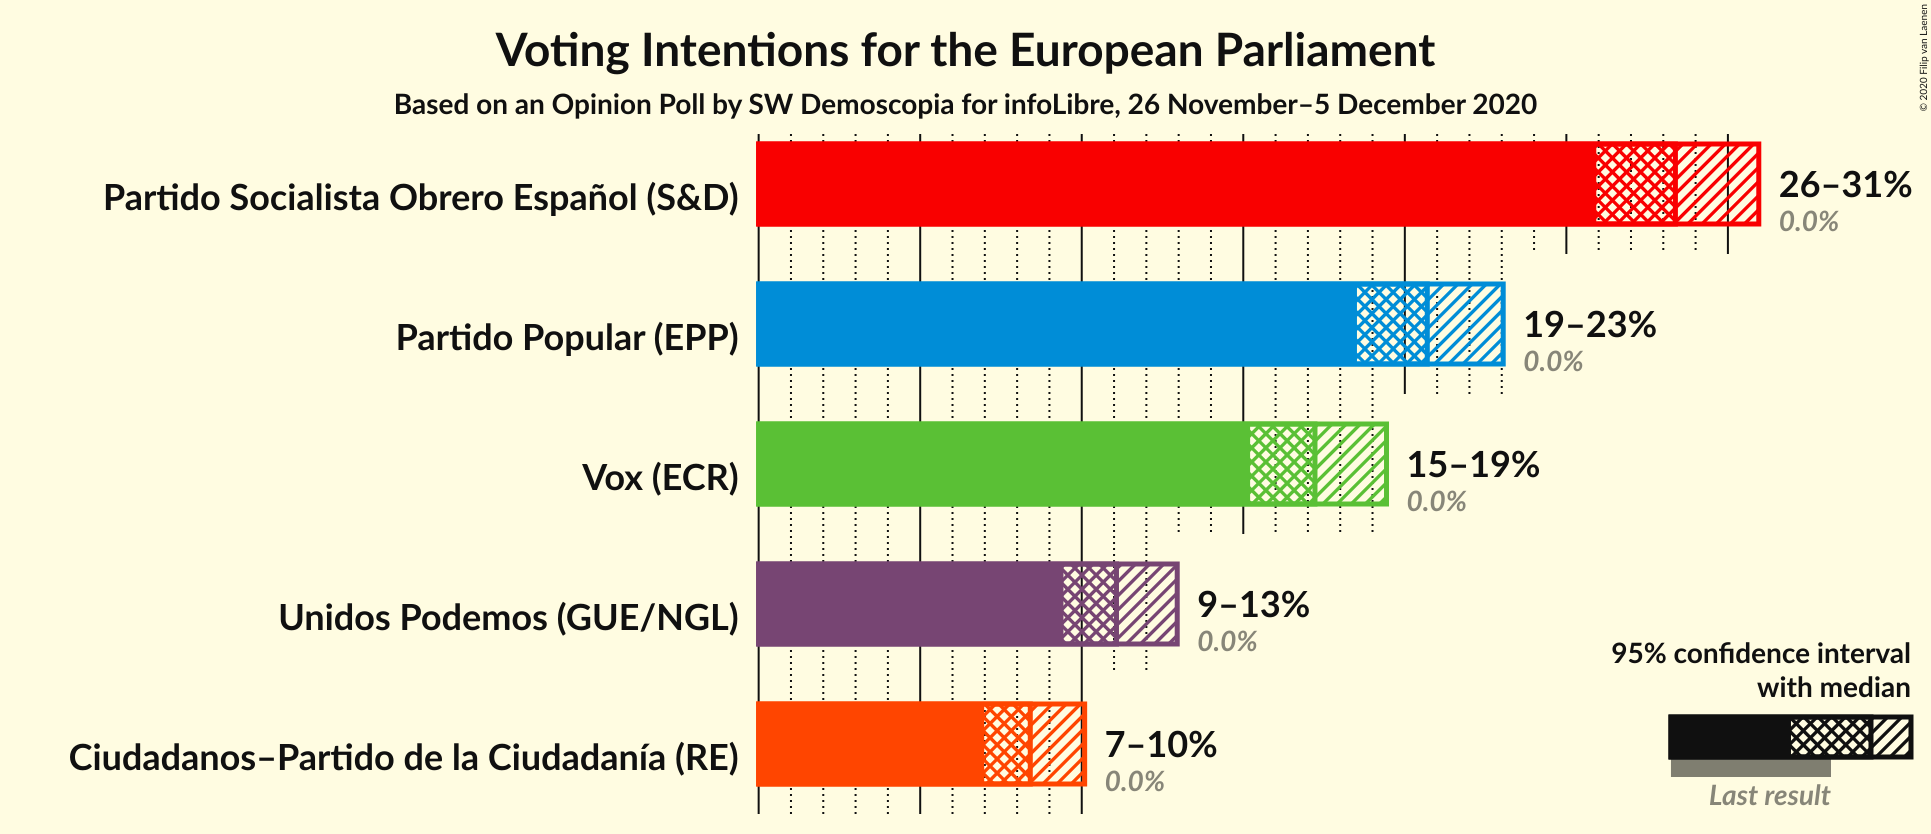 Voting Intentions for the European Parliament
Based on an Opinion Poll by SW Demoscopia for infoLibre, 26 November–5 December 2020
© 2020 Filip van Laenen
Partido Socialista Obrero Español (S&D)
26–31%
0.0%
Partido Popular (EPP)
19–23%
0.0%
Vox (ECR)
15–19%
0.0%
Unidos Podemos (GUE/NGL)
9–13%
0.0%
Ciudadanos–Partido de la Ciudadanía (RE)
7–10%
0.0%
95% confidence interval
with median
Last result